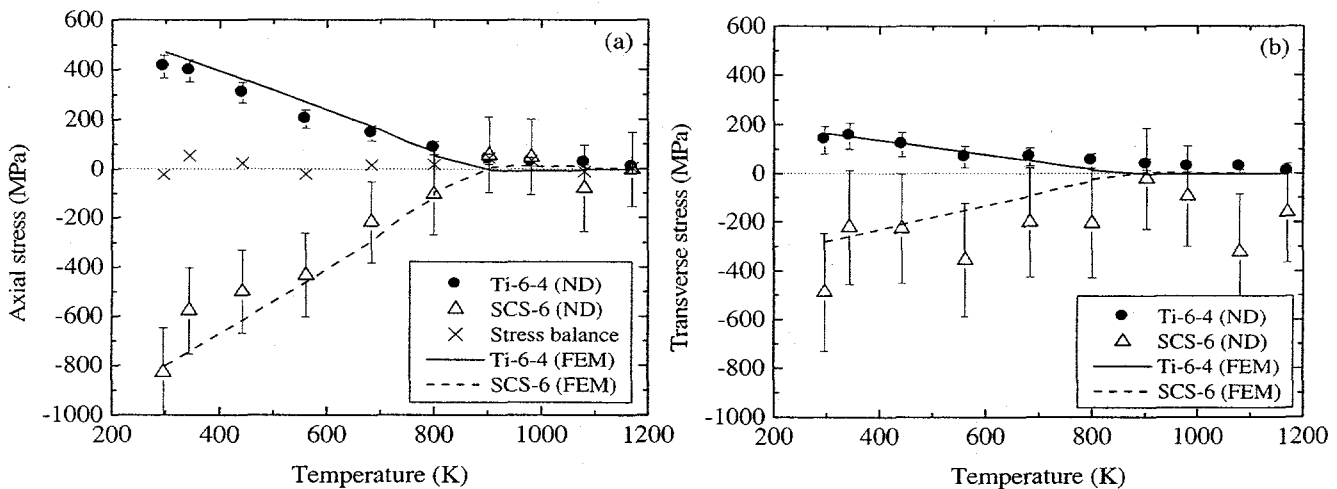 600
400
200
0
-200
-400
-600
-800
-1000
Axial stress (MPa)
(a)
Ti-6-4 (ND)
SCS-6 (ND)
Stress balance
Ti-6-4 (FEM)
SCS-6 (FEM)
200 400 600 800 1000 1200
Temperature (K)
600
400
200
0
-200
-400
-600
-800
-1000
Transverse stress (MPa)
(b)
Ti-6-4 (ND)
SCS-6 (ND)
Ti-6-4 (FEM)
SCS-6 (FEM)
200 400 600 800 1000 1200
Temperature (K)